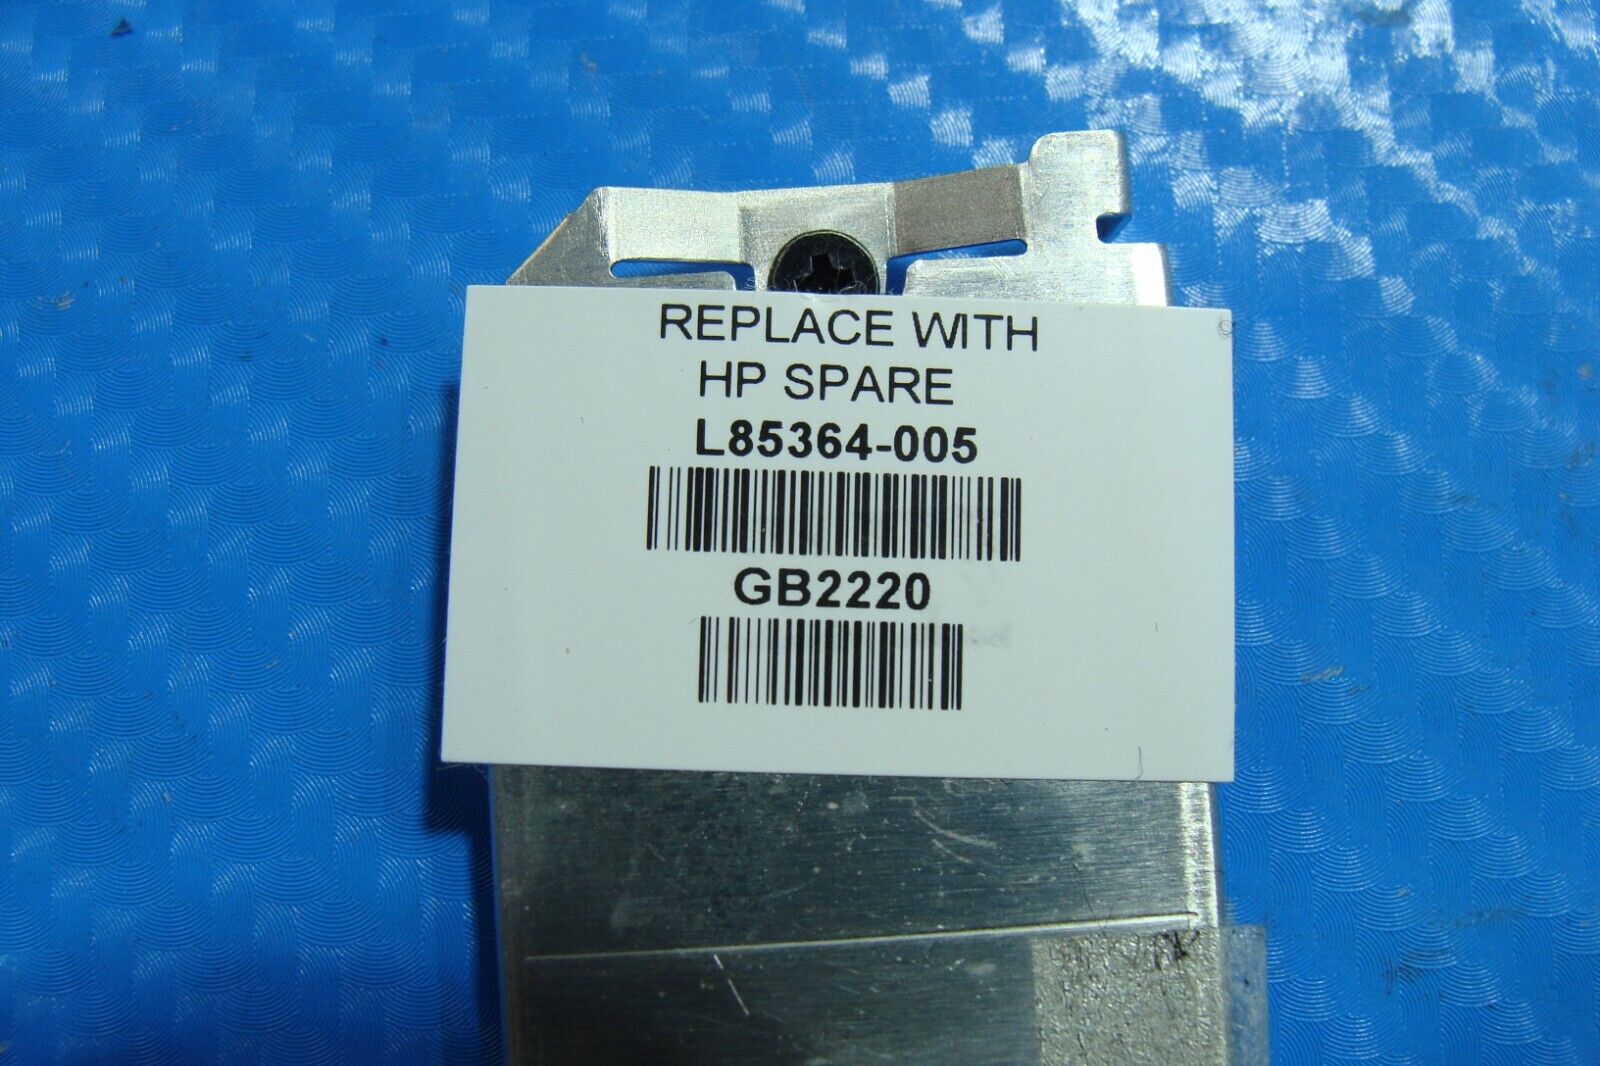 REPLACE WITH
HP SPARE
L85364-005
GB2220